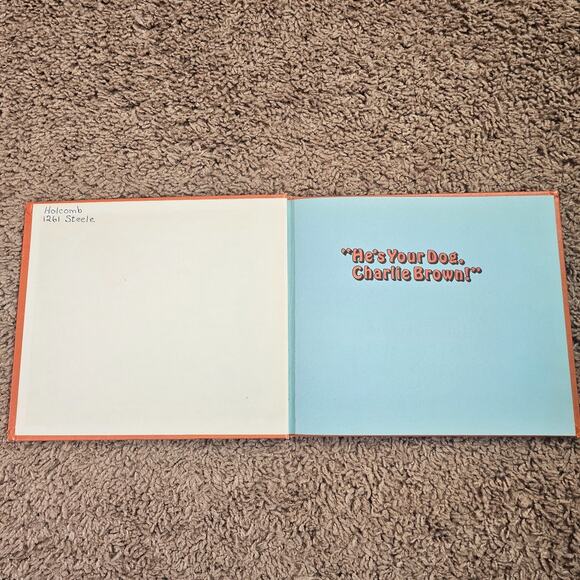 Holcomb
1261 Steele
"He's Your Dog,
Charlie Brown!"